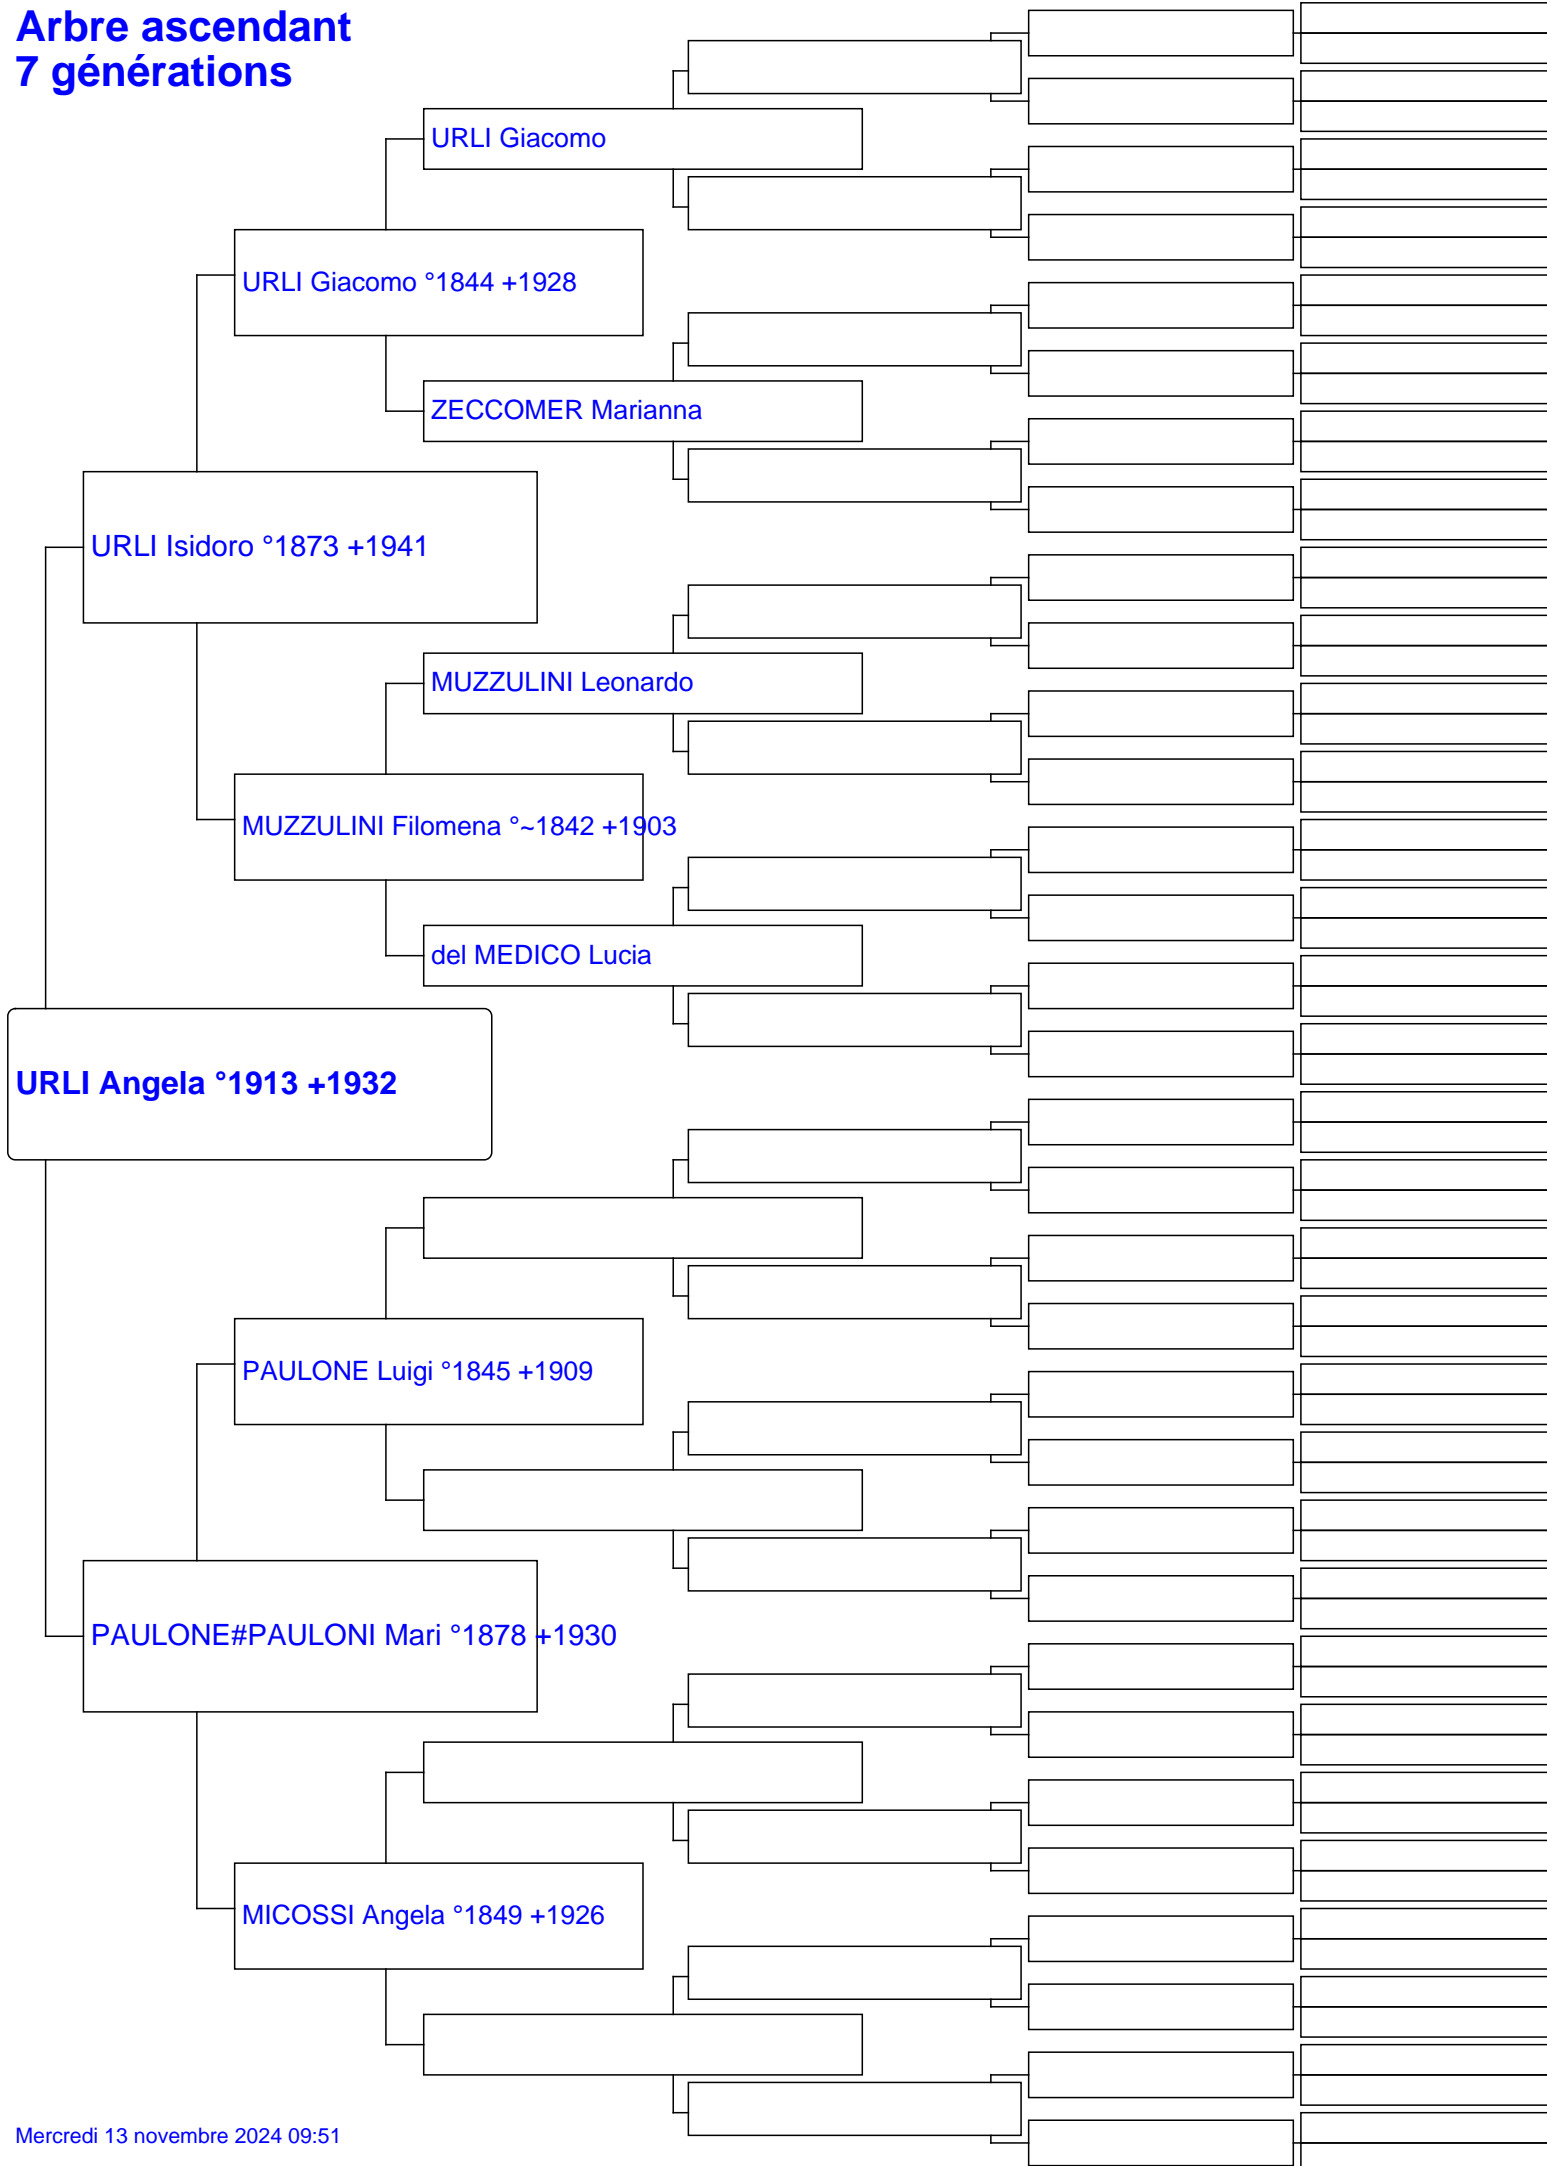 Arbre ascendant
7 générations
URLI Giacomo
URLI Giacomo °1844 +1928
ZECCOMER Marianna
URLI Isidoro °1873 +1941
MUZZULINI Leonardo
MUZZULINI Filomena °~1842 +1903
del MEDICO Lucia
URLI Angela °1913 +1932
PAULONE Luigi °1845 +1909
PAULONE#PAULONI Mari °1878 +1930
MICOSSI Angela °1849 +1926
Mercredi 13 novembre 2024 09:51